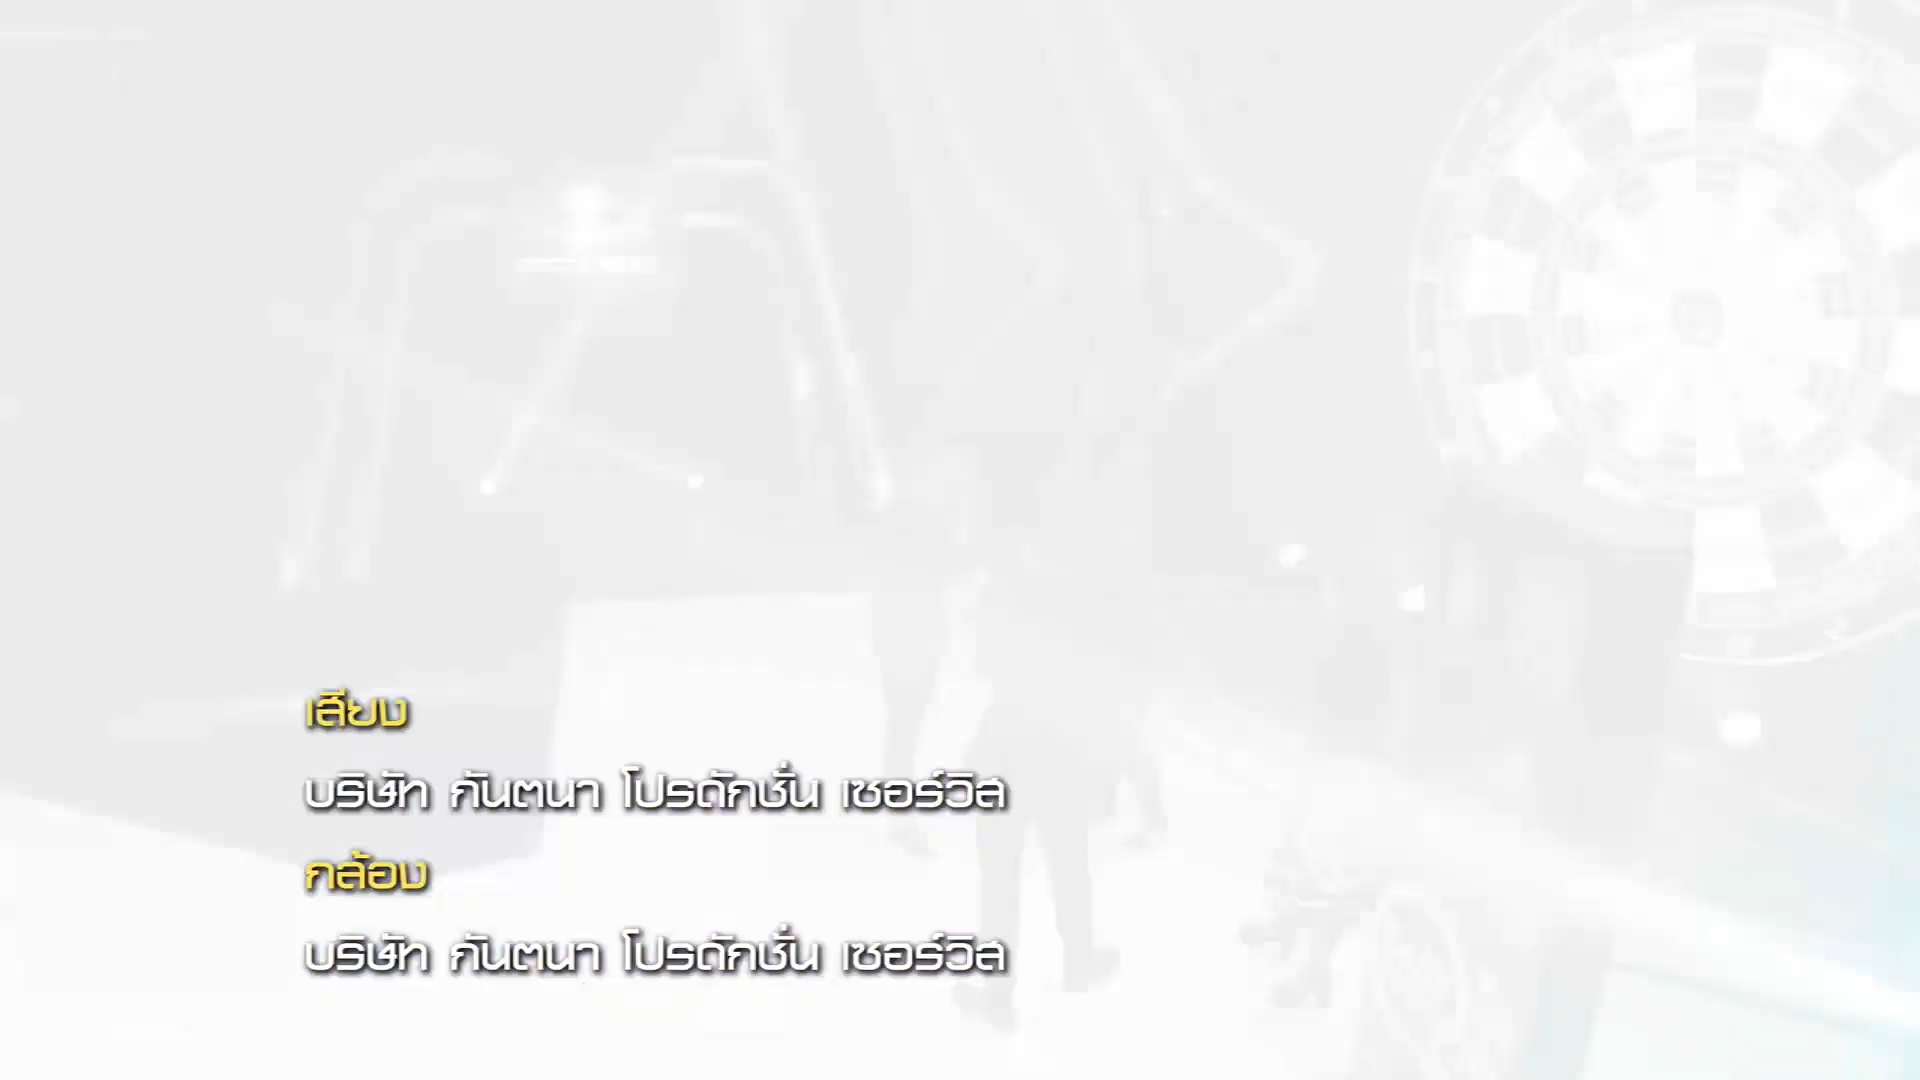 เสียง
บริษัท กันตนา โปรดักชั่น เซอร์วิส
กล้อง
บริษัท กันตนา โปรดักชั่น เซอร์วิส